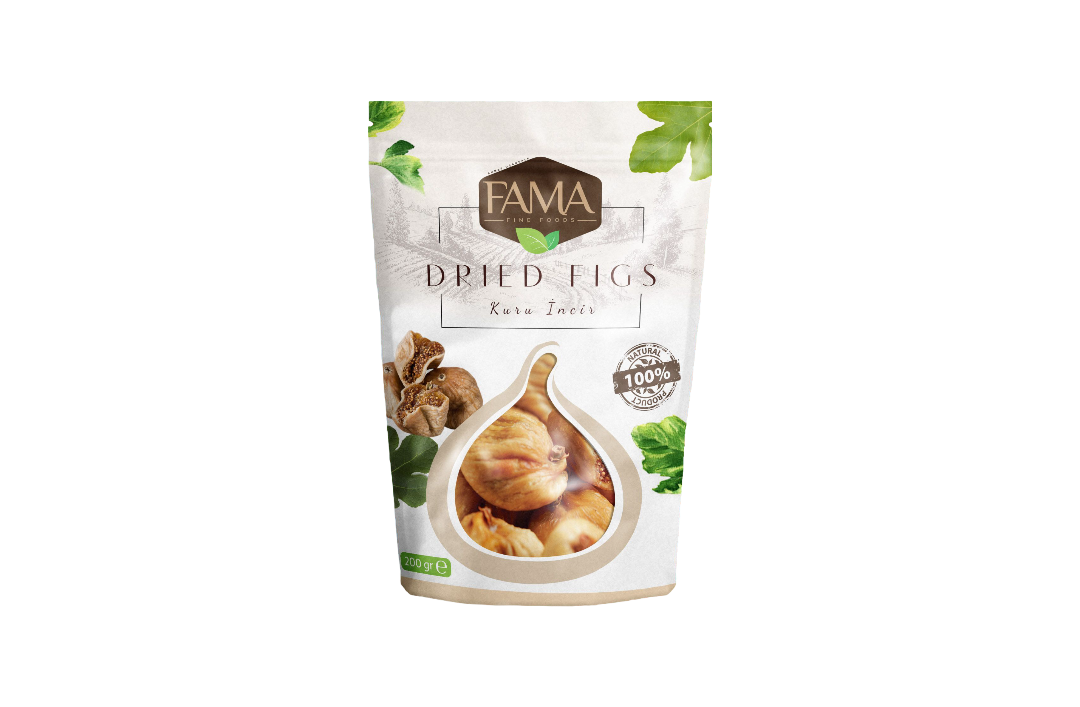 FAMA
FINE FOODS
DRIED FIGS
Kuru İncir
NATURAL
100%
PRODUCT
200 gr ℮